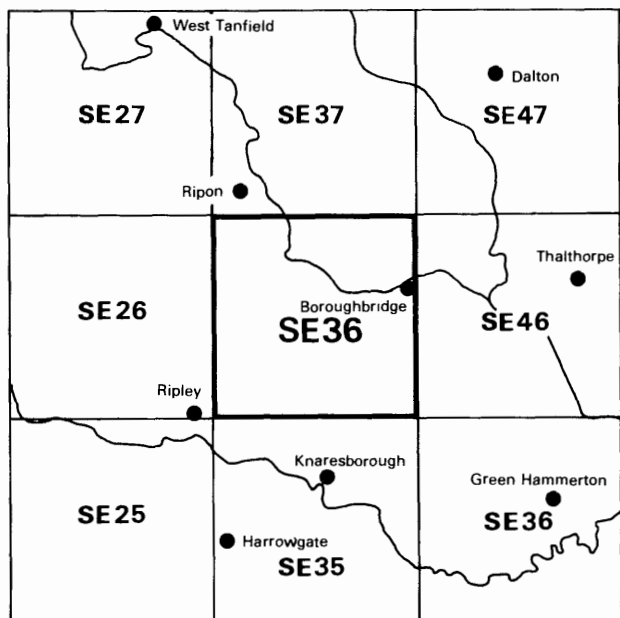 West Tanfield
Dalton
SE27
SE37
SE47
Ripon
Thalthorpe
Boroughbridge
SE26
SE36
SE46
Ripley
Knaresborough
Green Hammerton
SE25
SE36
Harrowgate
SE35